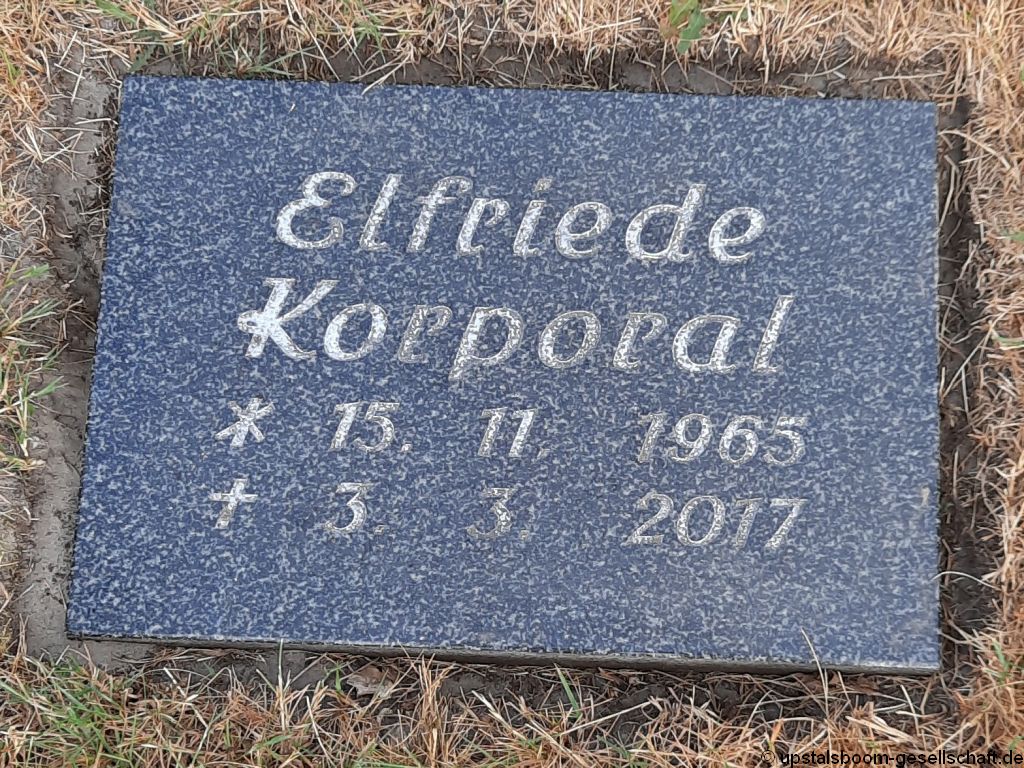 Elfriede
Korporal
* 15. 11. 1965
† 3. 3. 2017
© upstalsboom-gesellschaft.de